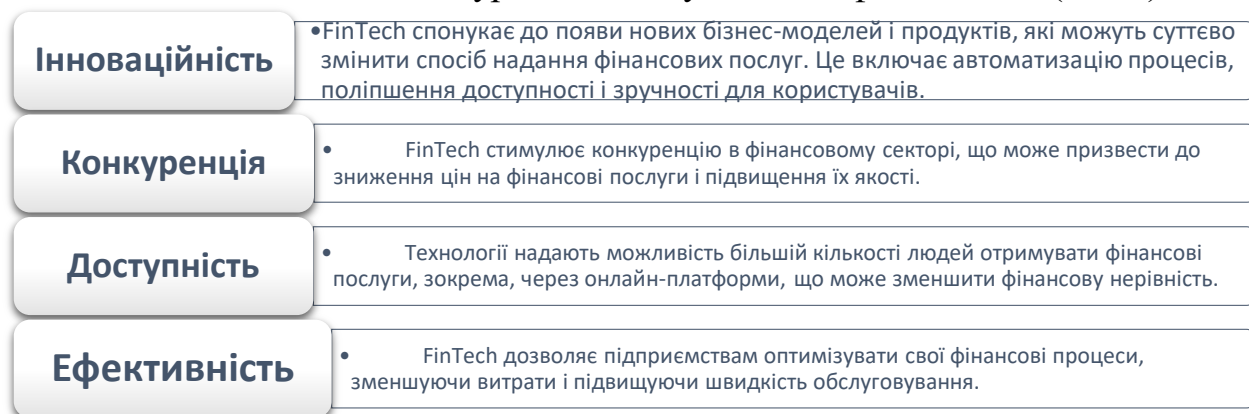 Інноваційність
•FinTech спонукає до появи нових бізнес-моделей і продуктів, які можуть суттєво
змінити спосіб надання фінансових послуг. Це включає автоматизацію процесів,
поліпшення доступності і зручності для користувачів.
Конкуренція
• FinTech стимулює конкуренцію в фінансовому секторі, що може призвести до
зниження цін на фінансові послуги і підвищення їх якості.
Доступність
• Технології надають можливість більшій кількості людей отримувати фінансові
послуги, зокрема, через онлайн-платформи, що може зменшити фінансову нерівність.
Ефективність
• FinTech дозволяє підприємствам оптимізувати свої фінансові процеси,
зменшуючи витрати і підвищуючи швидкість обслуговування.